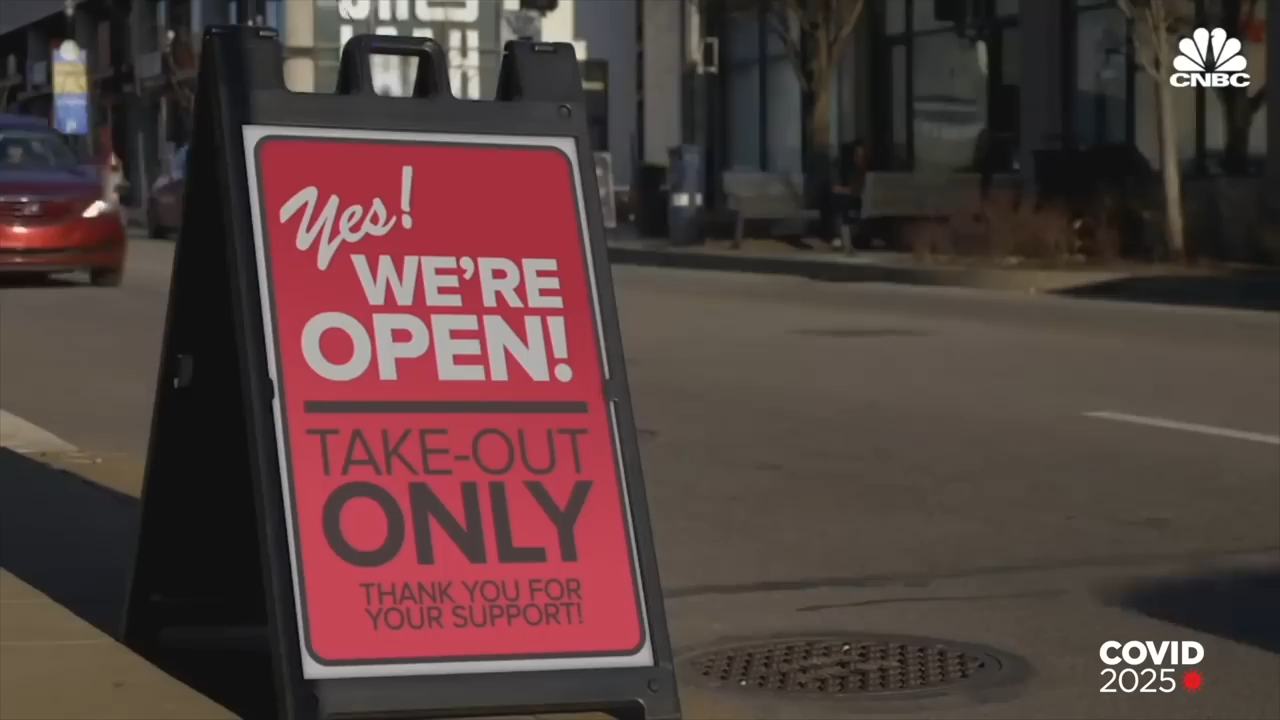 CNBC
Yes!
WE'RE
OPEN!
TAKE-OUT
ONLY
THANK YOU FOR
YOUR SUPPORT!
COVID
2025